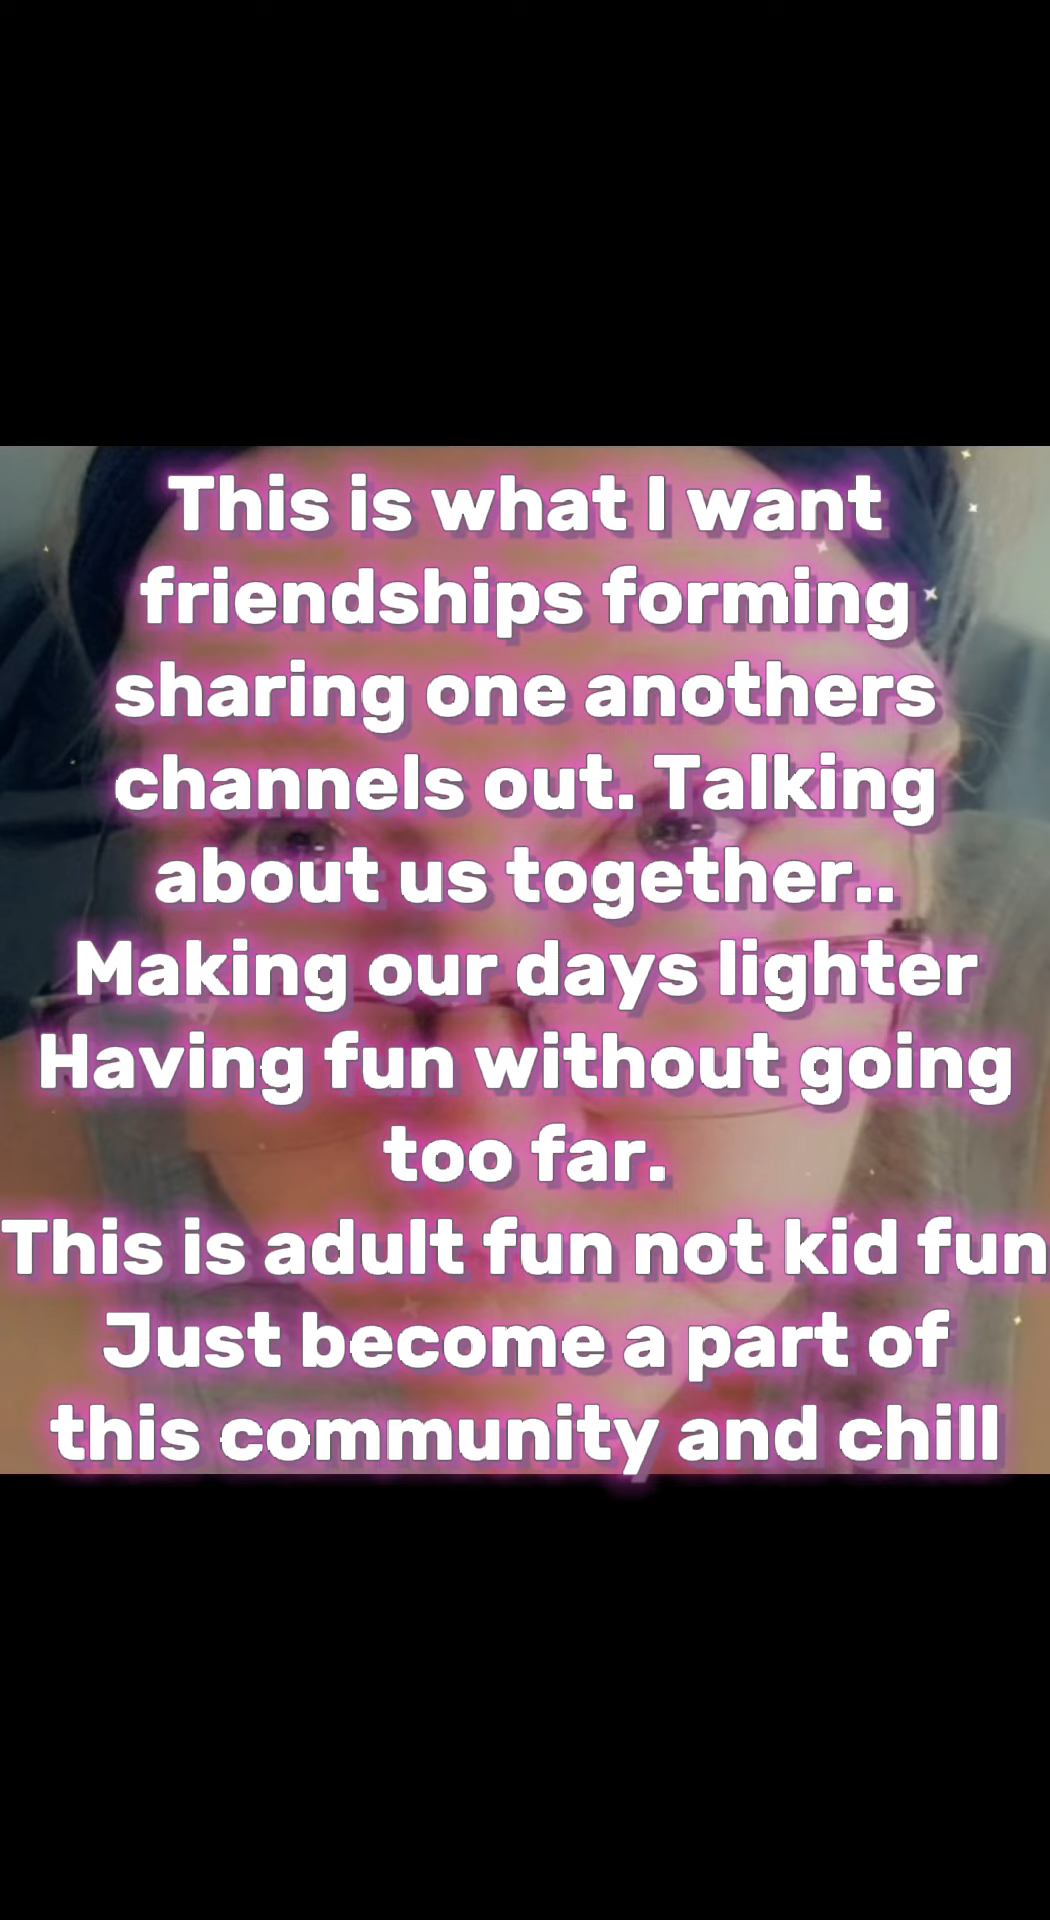 This is what I want
friendships forming
sharing one anothers
channels out. Talking
about us together..
Making our days lighter
Having fun without going
too far.
This is adult fun not kid fun
Just become a part of
this community and chill